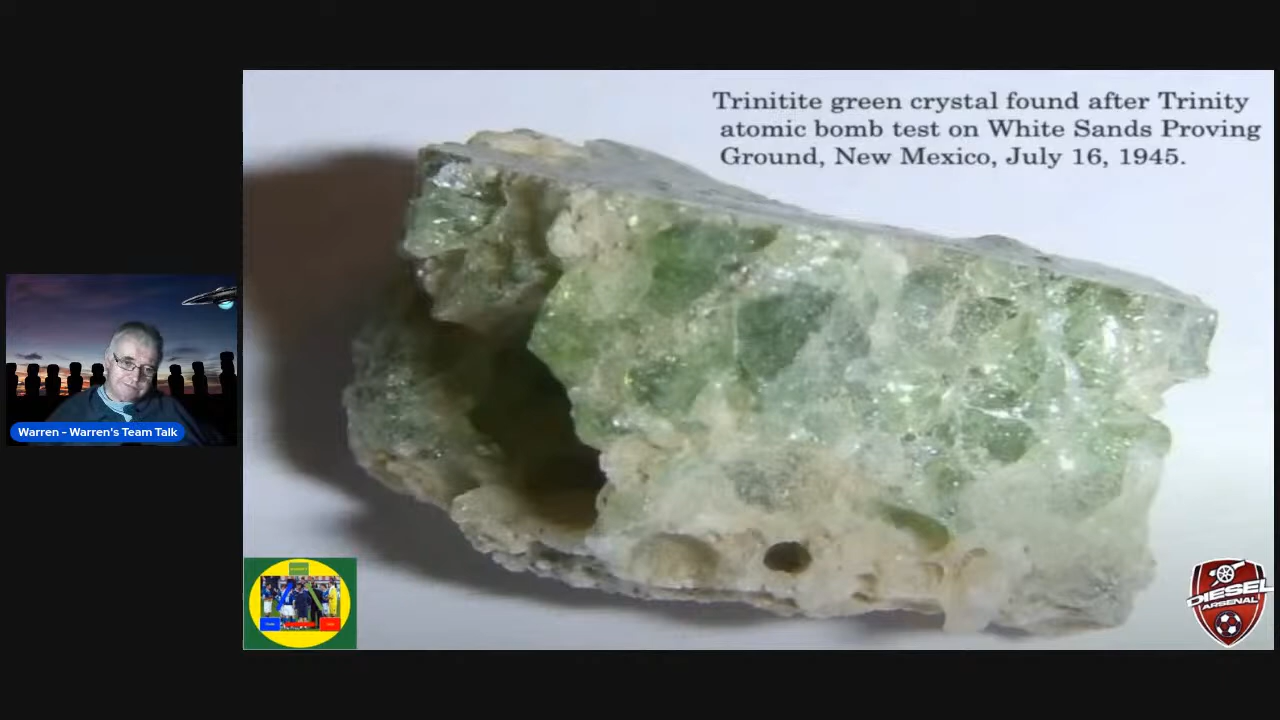 Trinitite green crystal found after Trinity
atomic bomb test on White Sands Proving
Ground, New Mexico, July 16, 1945.
Warren - Warren's Team Talk
DIESEL
ARSENAL